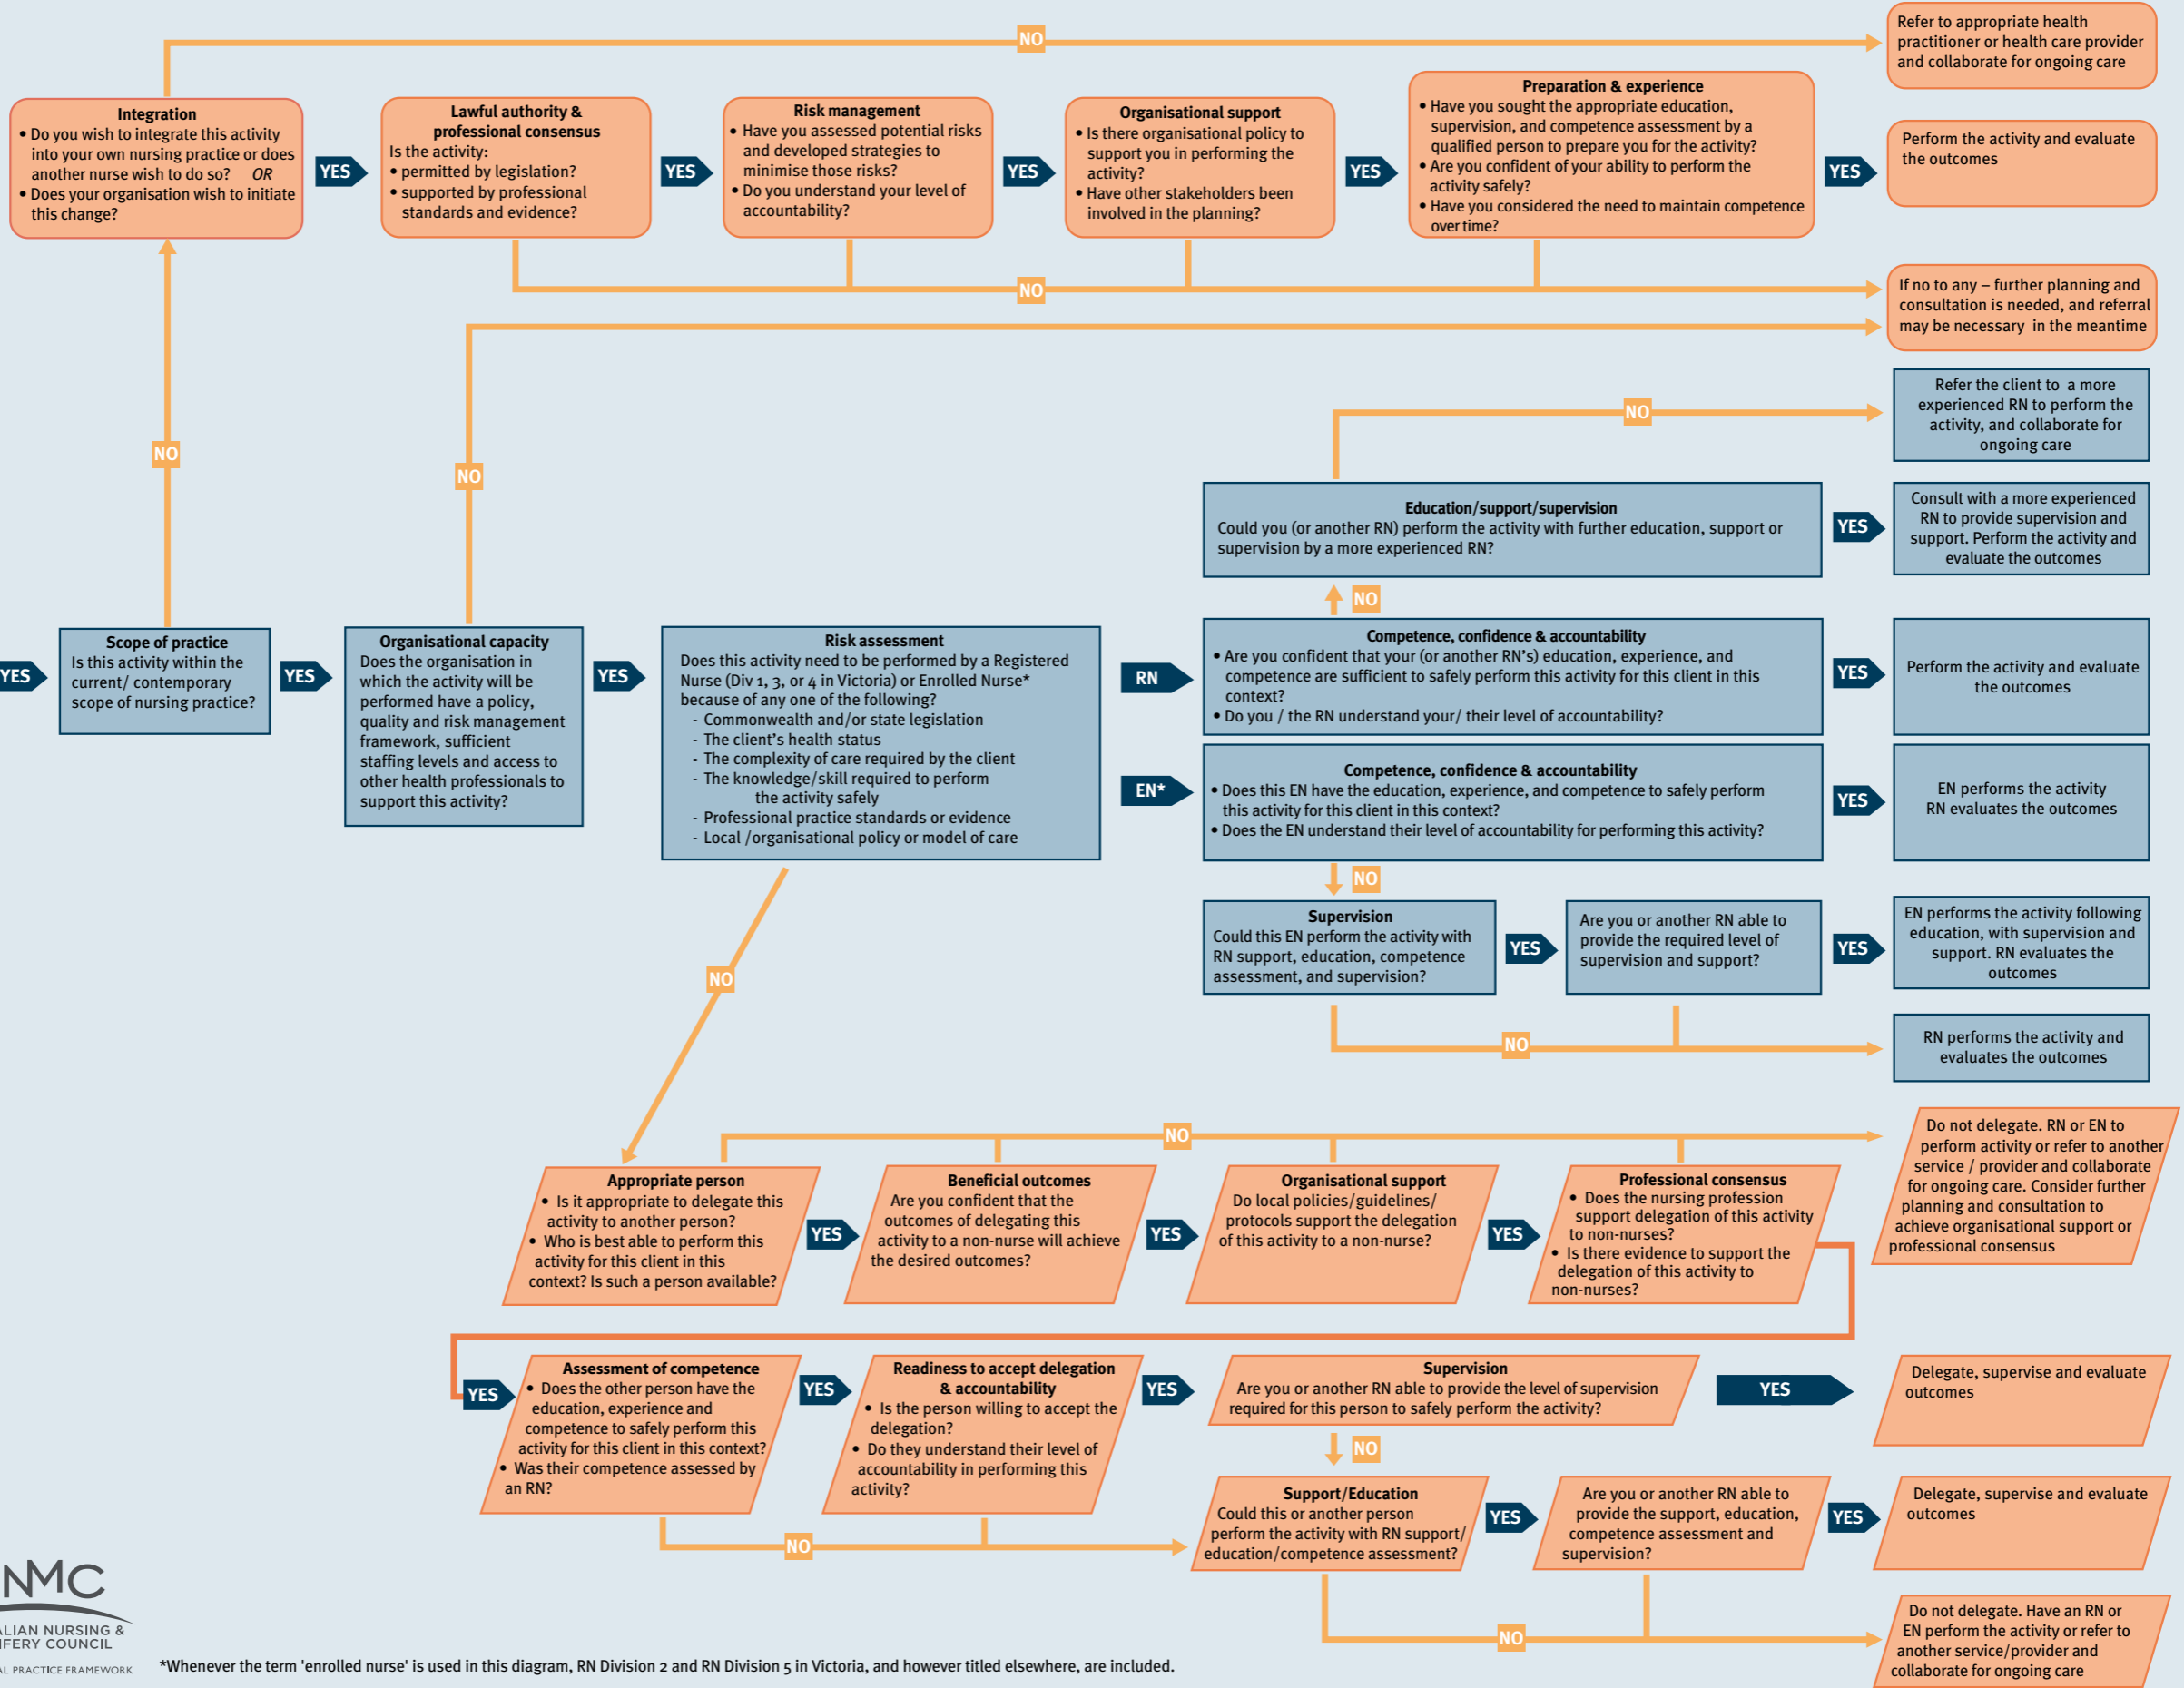 NO
Refer to appropriate health
practitioner or health care provider
and collaborate for ongoing care
Integration
• Do you wish to integrate this activity
into your own nursing practice or does
another nurse wish to do so? OR
• Does your organisation wish to initiate
this change?
YES
Lawful authority &
professional consensus
Is the activity:
• permitted by legislation?
• supported by professional
standards and evidence?
YES
Risk management
• Have you assessed potential risks
and developed strategies to
minimise those risks?
• Do you understand your level of
accountability?
YES
Organisational support
• Is there organisational policy to
support you in performing the
activity?
• Have other stakeholders been
involved in the planning?
YES
Preparation & experience
• Have you sought the appropriate education,
supervision, and competence assessment by a
qualified person to prepare you for the activity?
• Are you confident of your ability to perform the
activity safely?
• Have you considered the need to maintain competence
over time?
YES
Perform the activity and evaluate
the outcomes
NO
If no to any – further planning and
consultation is needed, and referral
may be necessary in the meantime
NO
NO
NO
Refer the client to a more
experienced RN to perform the
activity, and collaborate for
ongoing care
Education/support/supervision
Could you (or another RN) perform the activity with further education, support or
supervision by a more experienced RN?
YES
Consult with a more experienced
RN to provide supervision and
support. Perform the activity and
evaluate the outcomes
NO
YES
Scope of practice
Is this activity within the
current/ contemporary
scope of nursing practice?
YES
Organisational capacity
Does the organisation in
which the activity will be
performed have a policy,
quality and risk management
framework, sufficient
staffing levels and access to
other health professionals to
support this activity?
YES
Risk assessment
Does this activity need to be performed by a Registered
Nurse (Div 1, 3, or 4 in Victoria) or Enrolled Nurse*
because of any one of the following?
- Commonwealth and/or state legislation
- The client's health status
- The complexity of care required by the client
- The knowledge/skill required to perform
the activity safely
- Professional practice standards or evidence
- Local /organisational policy or model of care
RN
Competence, confidence & accountability
• Are you confident that your (or another RN's) education, experience, and
competence are sufficient to safely perform this activity for this client in this
context?
• Do you / the RN understand your/ their level of accountability?
YES
Perform the activity and evaluate
the outcomes
EN*
Competence, confidence & accountability
• Does this EN have the education, experience, and competence to safely perform
this activity for this client in this context?
• Does the EN understand their level of accountability for performing this activity?
YES
EN performs the activity
RN evaluates the outcomes
NO
Supervision
Could this EN perform the activity with
RN support, education, competence
assessment, and supervision?
YES
Are you or another RN able to
provide the required level of
supervision and support?
YES
EN performs the activity following
education, with supervision and
support. RN evaluates the
outcomes
NO
NO
RN performs the activity and
evaluates the outcomes
NO
Appropriate person
• Is it appropriate to delegate this
activity to another person?
• Who is best able to perform this
activity for this client in this
context? Is such a person available?
YES
Beneficial outcomes
Are you confident that the
outcomes of delegating this
activity to a non-nurse will achieve
the desired outcomes?
YES
Organisational support
Do local policies/guidelines/
protocols support the delegation
of this activity to a non-nurse?
YES
Professional consensus
• Does the nursing profession
support delegation of this activity
to non-nurses?
• Is there evidence to support the
delegation of this activity to
non-nurses?
Do not delegate. RN or EN to
perform activity or refer to another
service / provider and collaborate
for ongoing care. Consider further
planning and consultation to
achieve organisational support or
professional consensus
YES
Assessment of competence
• Does the other person have the
education, experience and
competence to safely perform this
activity for this client in this context?
• Was their competence assessed by
an RN?
YES
Readiness to accept delegation
& accountability
• Is the person willing to accept the
delegation?
• Do they understand their level of
accountability in performing this
activity?
YES
Supervision
Are you or another RN able to provide the level of supervision
required for this person to safely perform the activity?
YES
Delegate, supervise and evaluate
outcomes
NO
Support/Education
Could this or another person
perform the activity with RN support/
education/competence assessment?
YES
Are you or another RN able to
provide the support, education,
competence assessment and
supervision?
YES
Delegate, supervise and evaluate
outcomes
NO
NO
Do not delegate. Have an RN or
EN perform the activity or refer to
another service/provider and
collaborate for ongoing care
NMC
ALIAN NURSING &
IFERY COUNCIL
AL PRACTICE FRAMEWORK
*Whenever the term 'enrolled nurse' is used in this diagram, RN Division 2 and RN Division 5 in Victoria, and however titled elsewhere, are included.